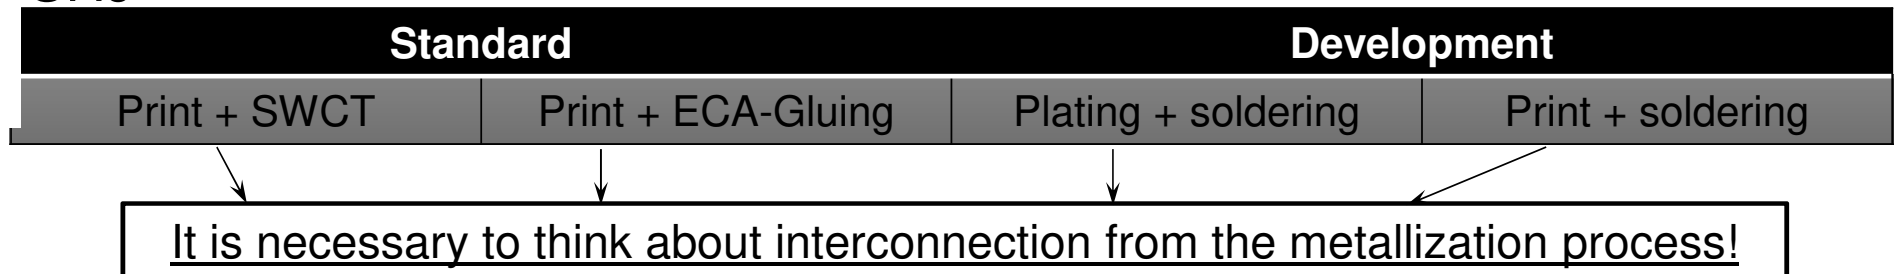 Standard Development
Print + SWCT Print + ECA-Gluing Plating + soldering Print + soldering
It is necessary to think about interconnection from the metallization process!